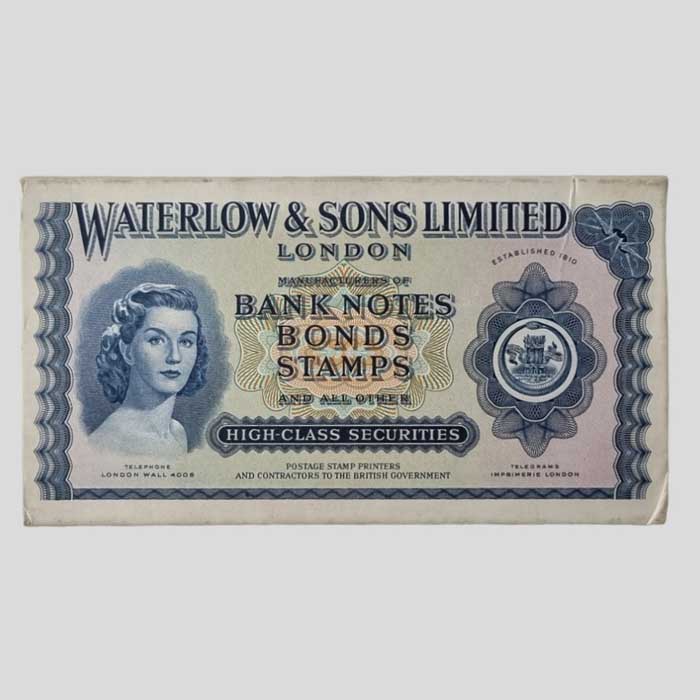 WATERLOW & SONS LIMITED
LONDON
ESTABLISHED 1810
MANUFACTURERS OF
BANK NOTES
BONDS
STAMPS
AND ALL OTHER
HIGH-CLASS SECURITIES
TELEPHONE
LONDON WALL 4006
POSTAGE STAMP PRINTERS
AND CONTRACTORS TO THE BRITISH GOVERNMENT
TELEGRAMS
IMPRIMERIE LONDON